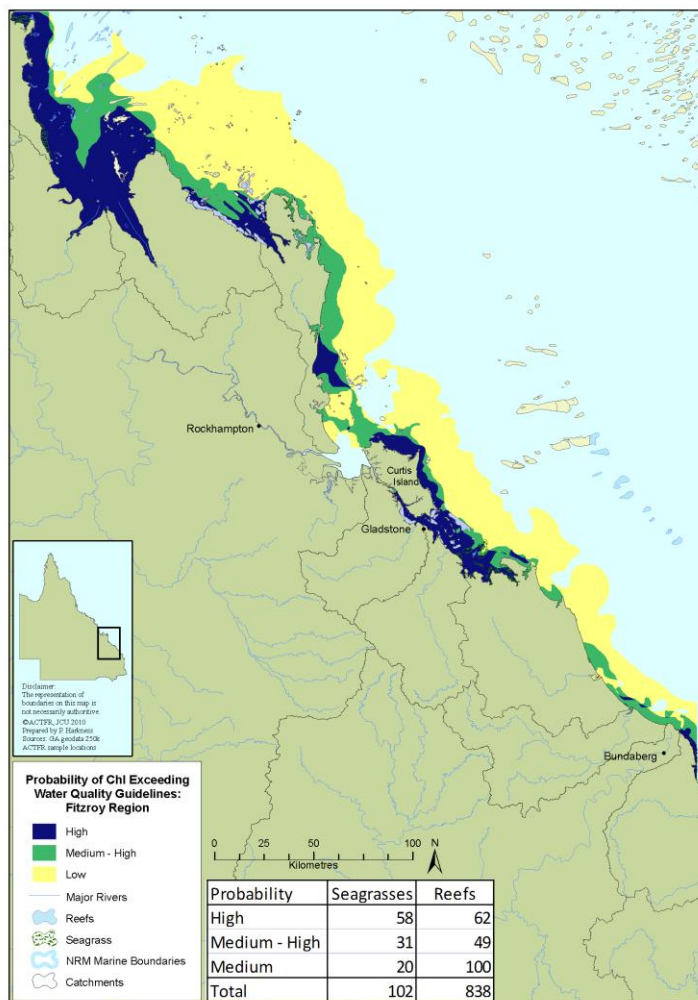 Rockhampton
Curtis
Island
Gladstone
Bundaberg
Disclaimer:
The representation of
boundaries on this map is
not necessarily authoritive.
©ACTFR, JCU 2010
Prepared by P. Harkness
Sources: GA geodata 250k
ACTFR sample locations
Probability of Chl Exceeding
Water Quality Guidelines:
Fitzroy Region
High
Medium - High
Low
Major Rivers
Reefs
Seagrass
NRM Marine Boundaries
Catchments
0 25 50 100
Kilometres
N
Probability Seagrasses Reefs
High 58 62
Medium - High 31 49
Medium 20 100
Total 102 838